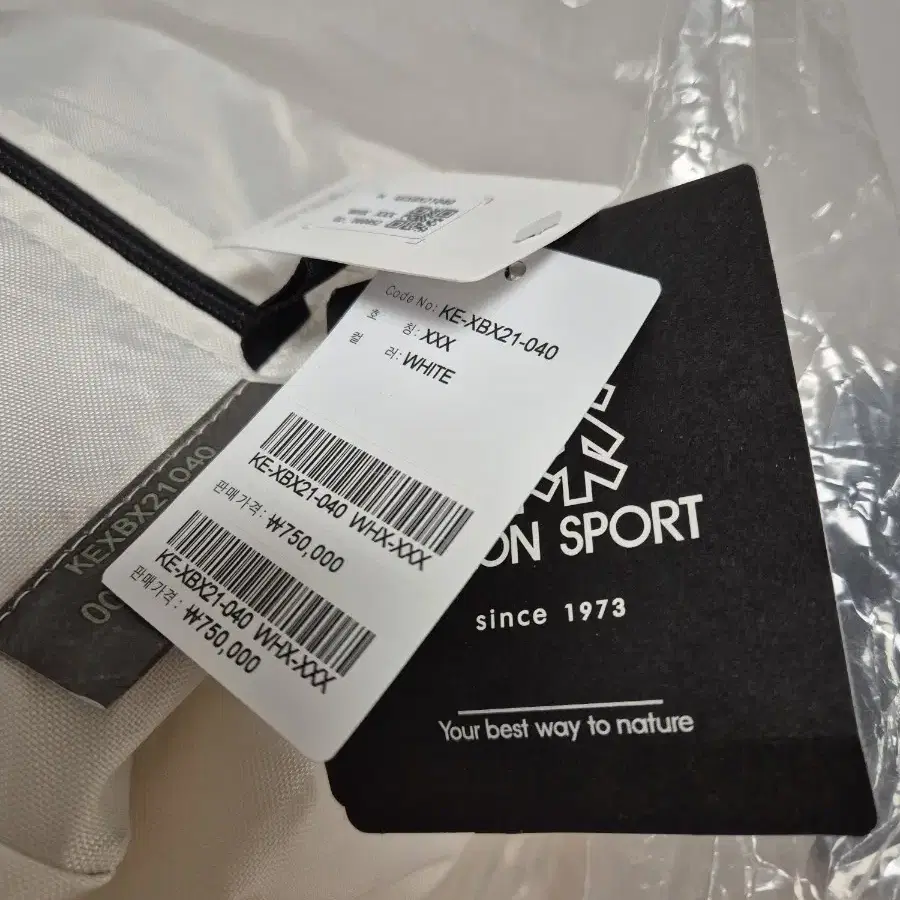 Code No: KE-XBX21-040
호 칭: XXX
컬 러: WHITE
KE-XBX21-040 WHX-XXX
판매가격: ₩750,000
KE-XBX21-040 WHX-XXX
판매가격: ₩750,000
KEXBX21040
ON SPORT
since 1973
Your best way to nature